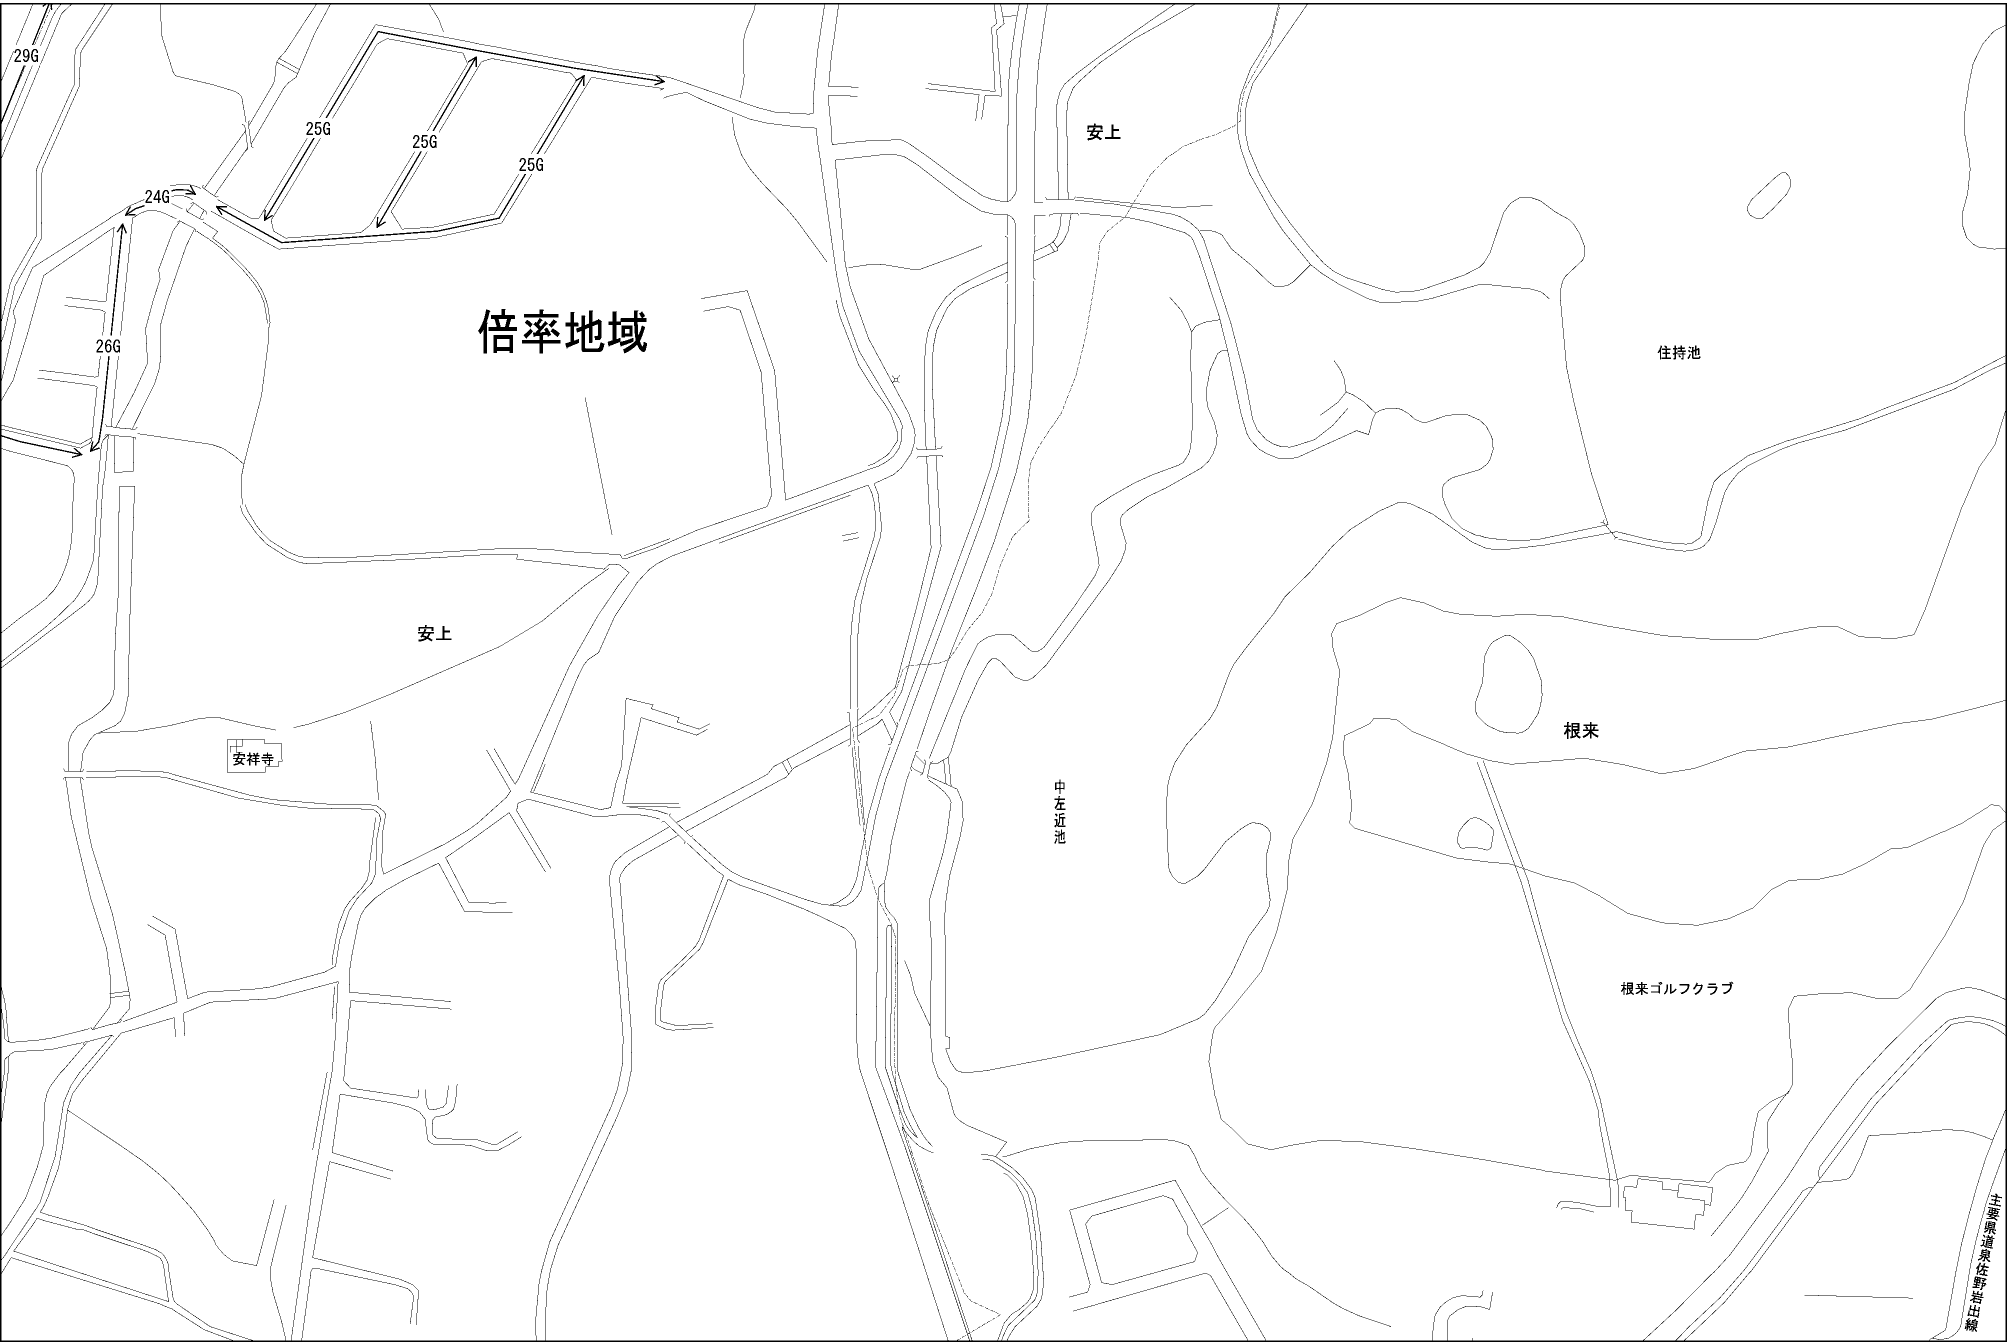 29G
25G
安上
25G
25G
24G
倍率地域
26G
住持池
安上
根来
安祥寺
中左近池
根来ゴルフクラブ
主要県道泉佐野岩出線